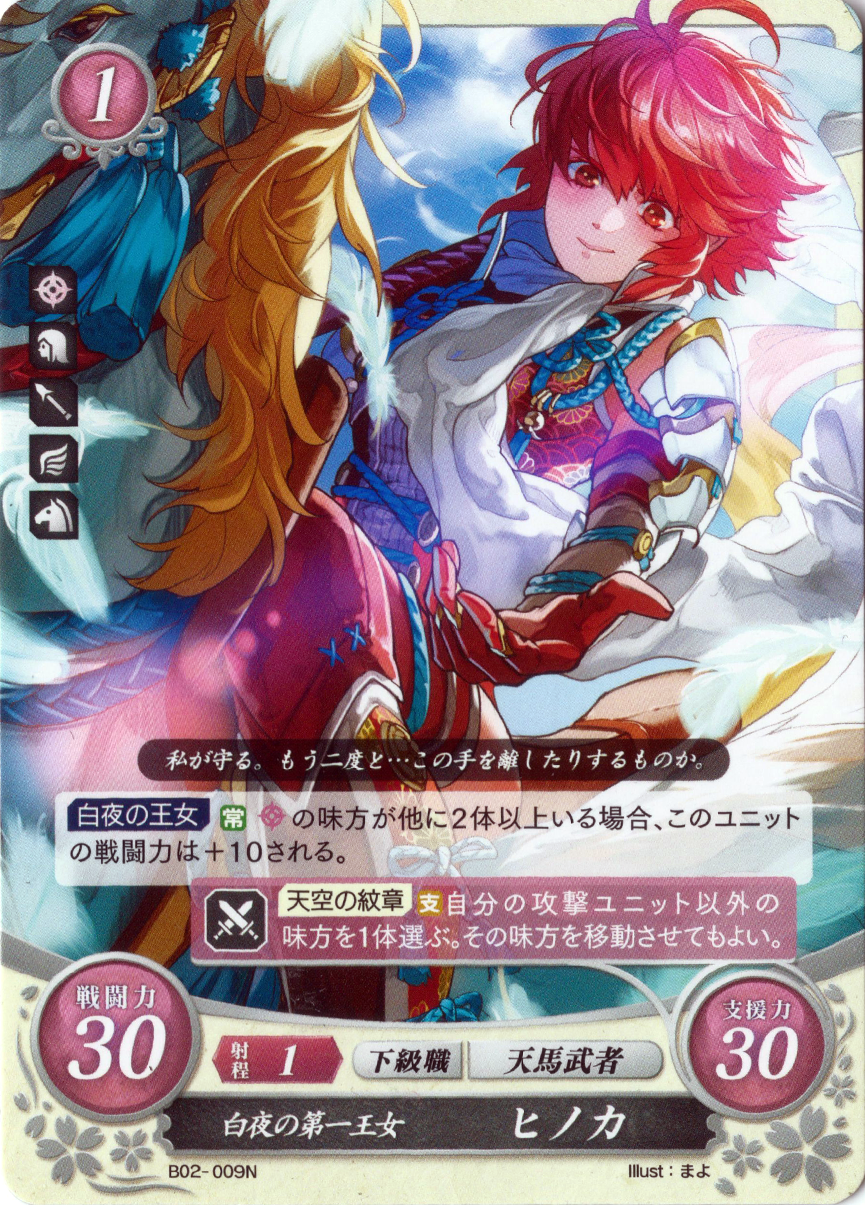 1
私が守る。もう二度と…この手を離したりするものか。
白夜の王女 常 の味方が他に2体以上いる場合、このユニット
の戦闘力は＋10される。
天空の紋章 支 自分の攻撃ユニット以外の
味方を1体選ぶ。その味方を移動させてもよい。
戦闘力
30
射程 1
下級職
天馬武者
支援力
30
白夜の第一王女 ヒノカ
B02-009N
Illust：まよ